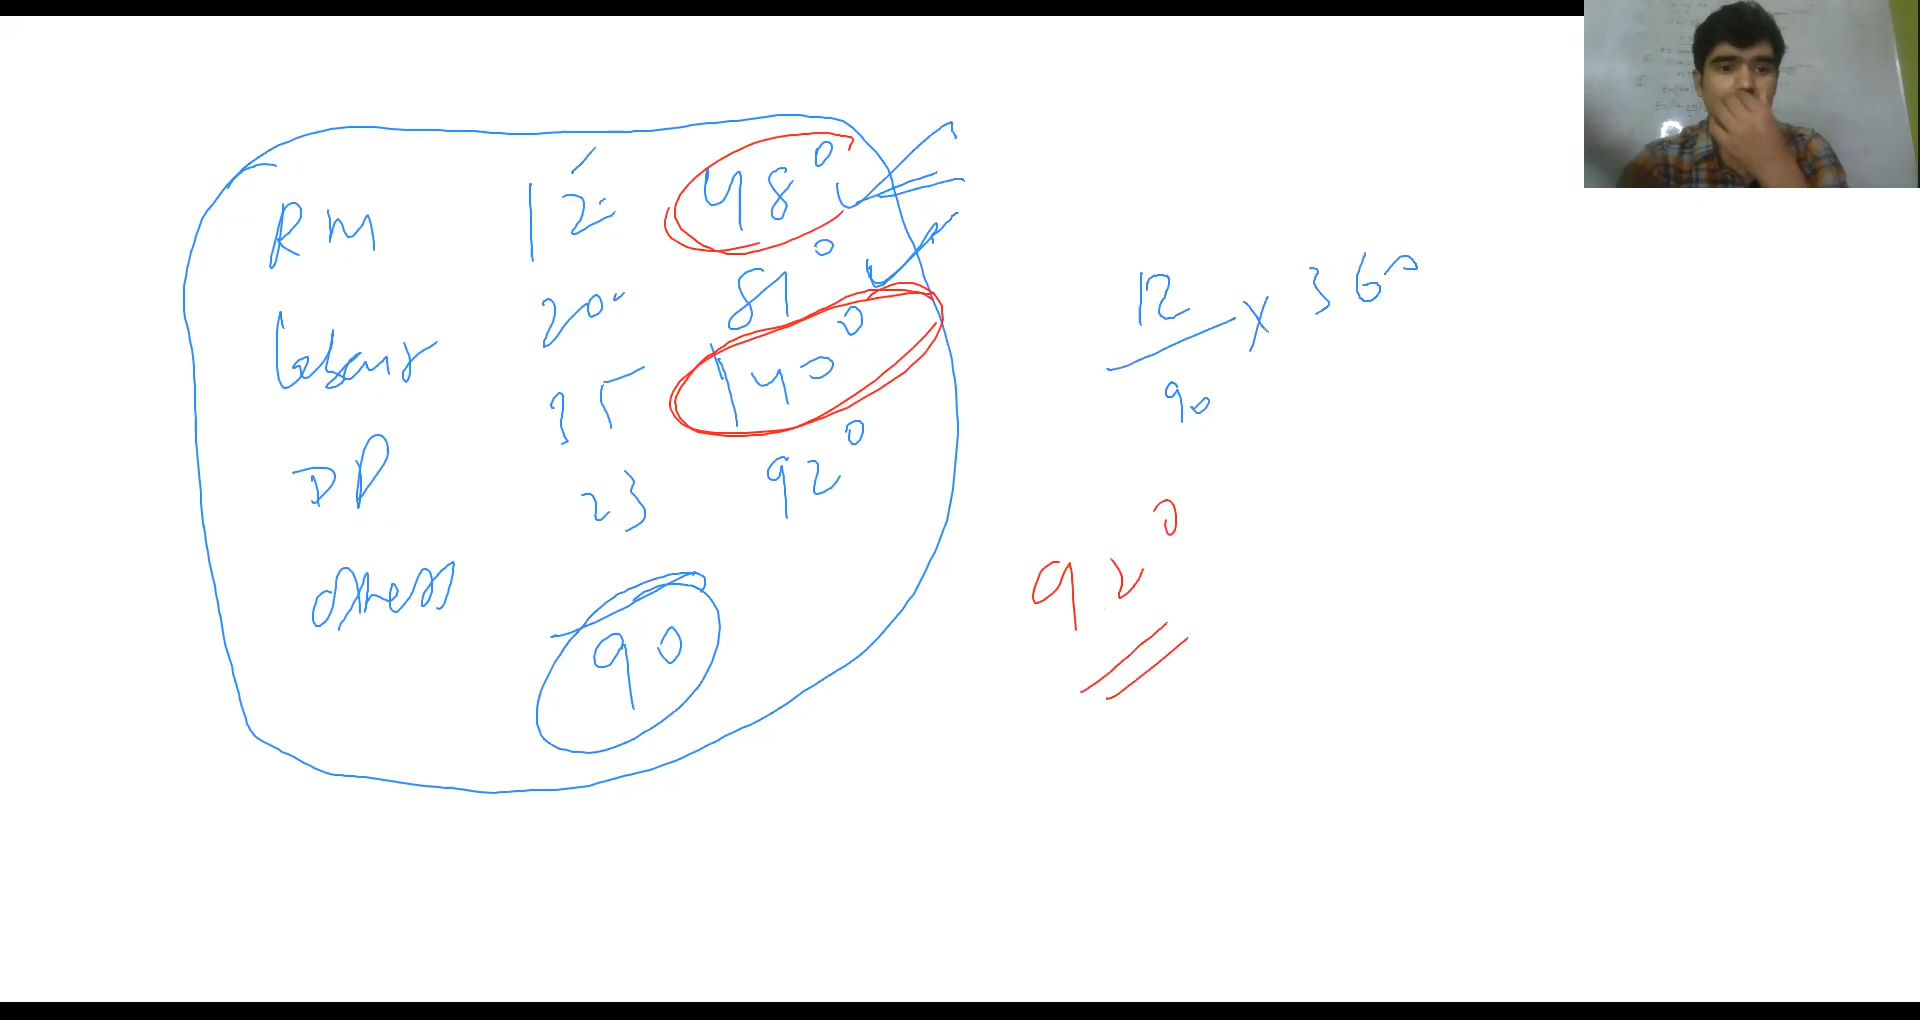 RM 12 48°
Labour 20 81°
DP 35 140°
others 23 92°
90
12
90
× 360
92°